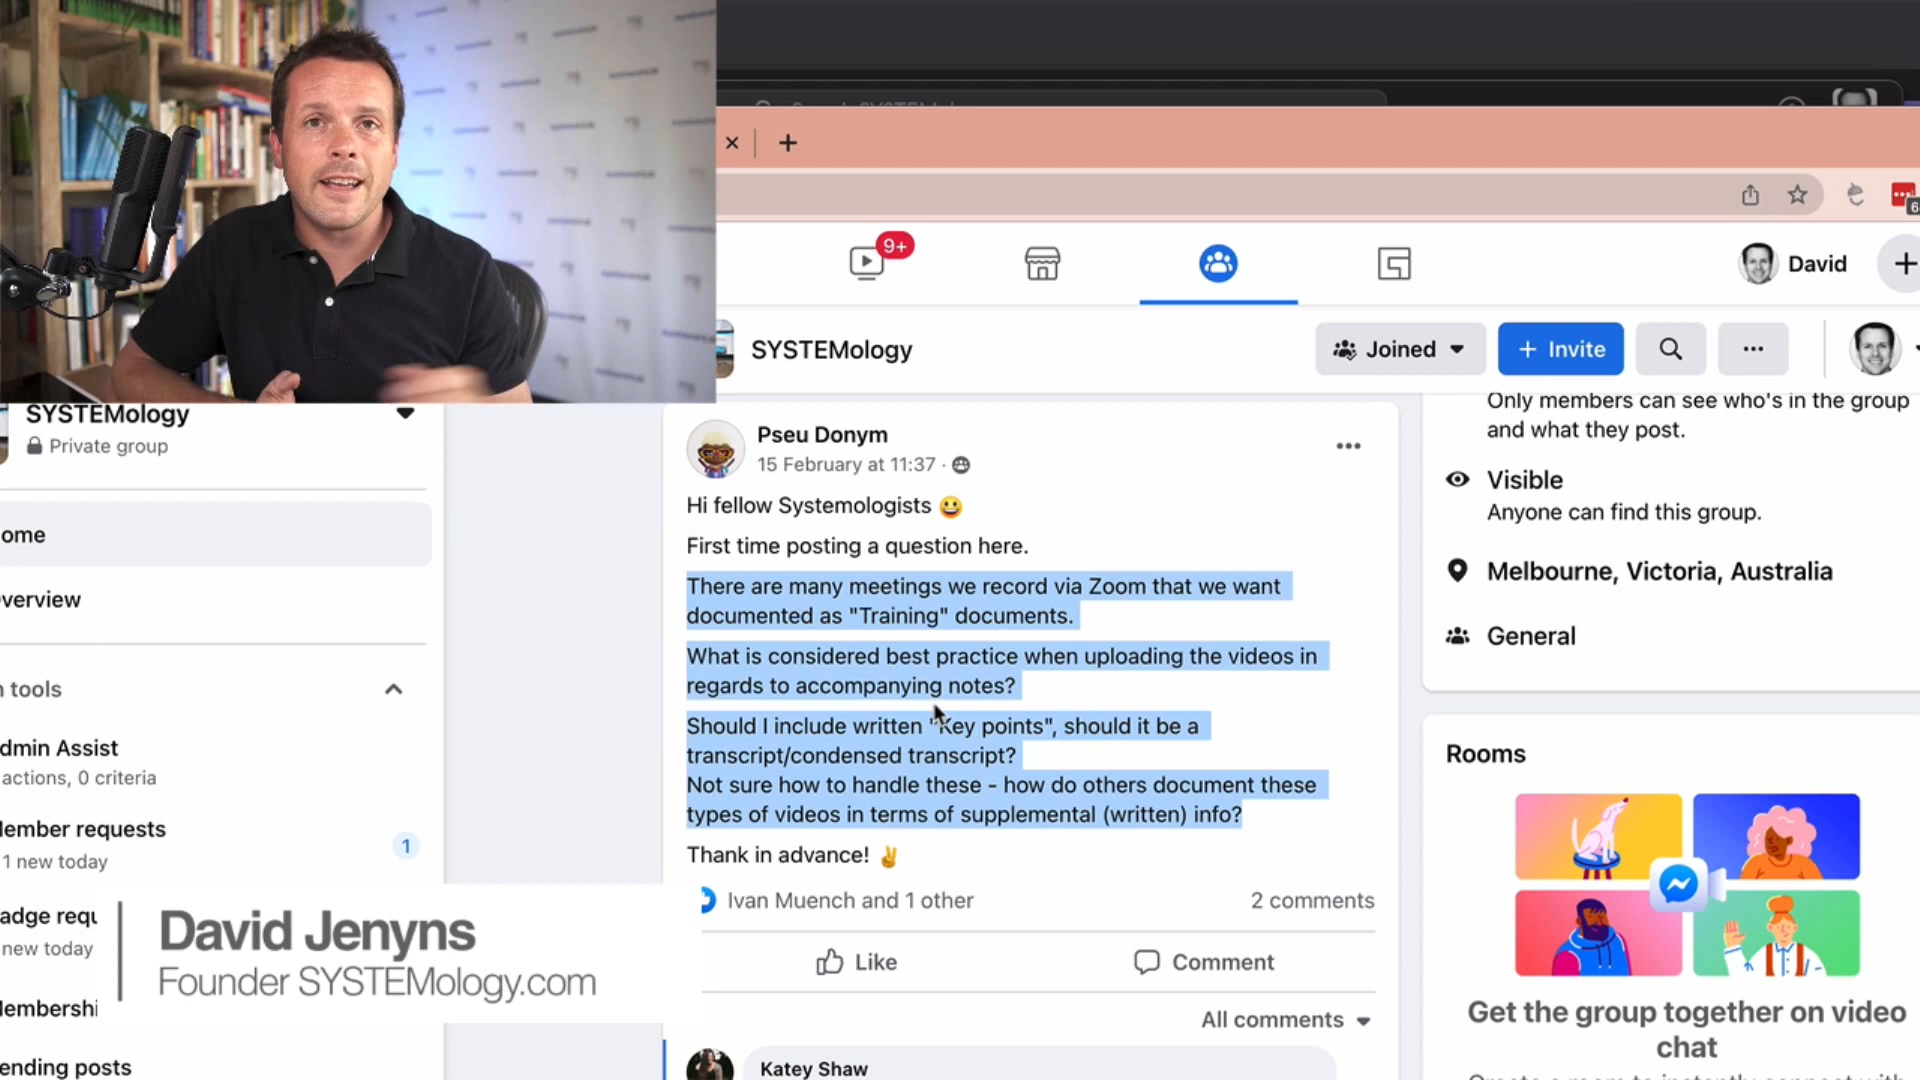 9+
David
SYSTEMology
Joined
+ Invite
SYSTEMology
Private group
ome
verview
tools
dmin Assist
actions, 0 criteria
ember requests
1 new today
1
adge requ
new today
embershi
ending posts
David Jenyns
Founder SYSTEMology.com
Pseu Donym
15 February at 11:37 ·
Hi fellow Systemologists 😀
First time posting a question here.
There are many meetings we record via Zoom that we want
documented as "Training" documents.
What is considered best practice when uploading the videos in
regards to accompanying notes?
Should I include written "Key points", should it be a
transcript/condensed transcript?
Not sure how to handle these - how do others document these
types of videos in terms of supplemental (written) info?
Thank in advance! ✌
Ivan Muench and 1 other
2 comments
Like
Comment
All comments
Katey Shaw
Only members can see who's in the group
and what they post.
Visible
Anyone can find this group.
Melbourne, Victoria, Australia
General
Rooms
Get the group together on video
chat